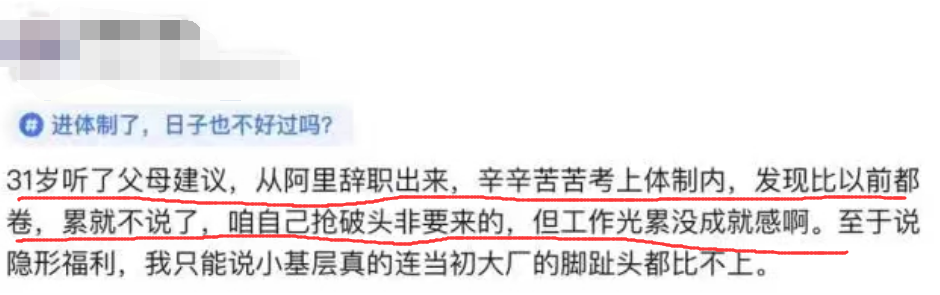 # 进体制了，日子也不好过吗？
31岁听了父母建议，从阿里辞职出来，辛辛苦苦考上体制内，发现比以前都
卷，累就不说了，咱自己抢破头非要来的，但工作光累没成就感啊。至于说
隐形福利，我只能说小基层真的连当初大厂的脚趾头都比不上。